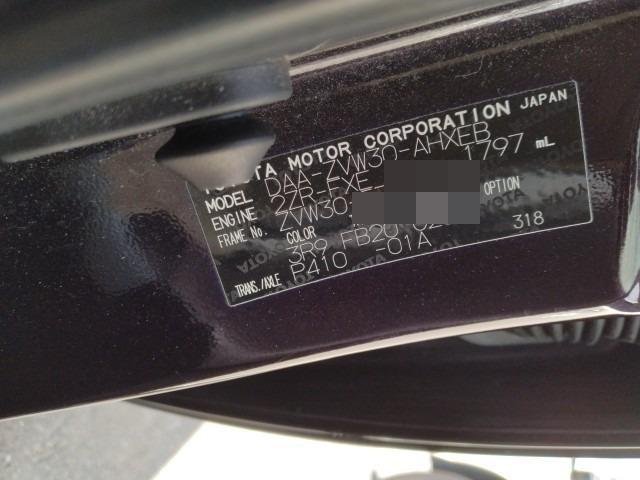 TOYOTA MOTOR CORPORATION JAPAN
MODEL DAA-ZVW30-AHXEB
ENGINE 2ZR-FXE 1797 mL
FRAME No. ZVW30-
COLOR OPTION
3R9 FB20 318
TRANS./AXLE P410 -01A